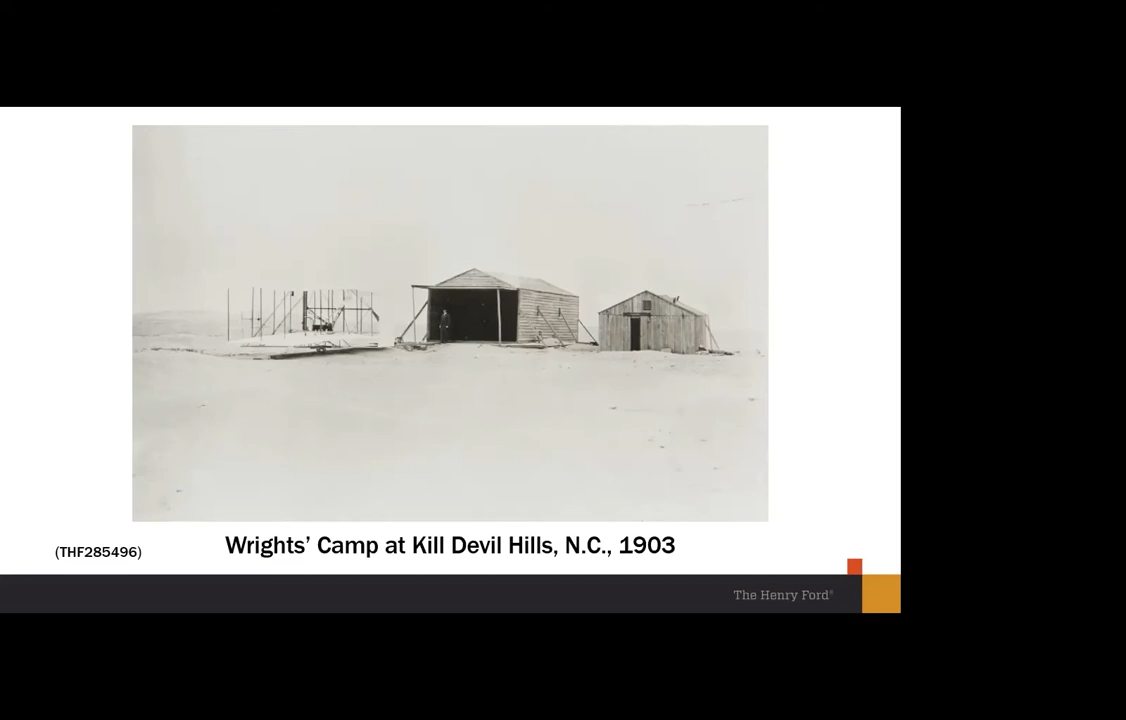 (THF285496)
Wrights' Camp at Kill Devil Hills, N.C., 1903
The Henry Ford®